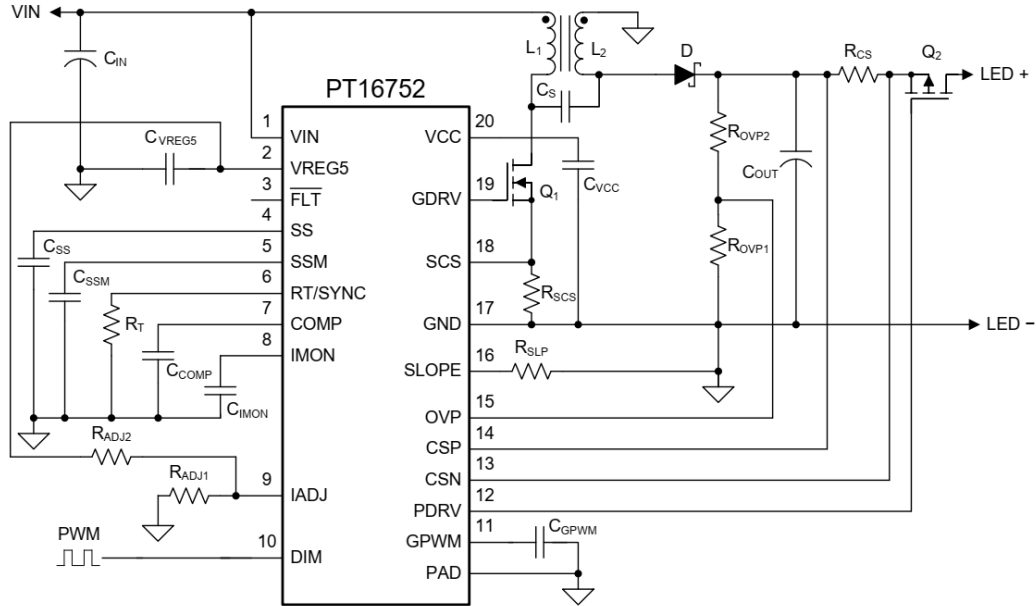 VIN
L1
L2
D
RCS
Q2
LED +
CIN
CS
PT16752
CVREG5
1
VIN
VCC
20
ROVP2
2
VREG5
COUT
3
FLT
GDRV
19
Q1
CVCC
4
SS
CSS
5
SSM
SCS
18
ROVP1
CSSM
6
RT/SYNC
RSCS
RT
7
COMP
GND
17
LED −
8
IMON
RSLP
CCOMP
SLOPE
16
CIMON
OVP
15
RADJ2
CSP
14
RADJ1
CSN
13
9
IADJ
PDRV
12
PWM
GPWM
11
CGPWM
10
DIM
PAD